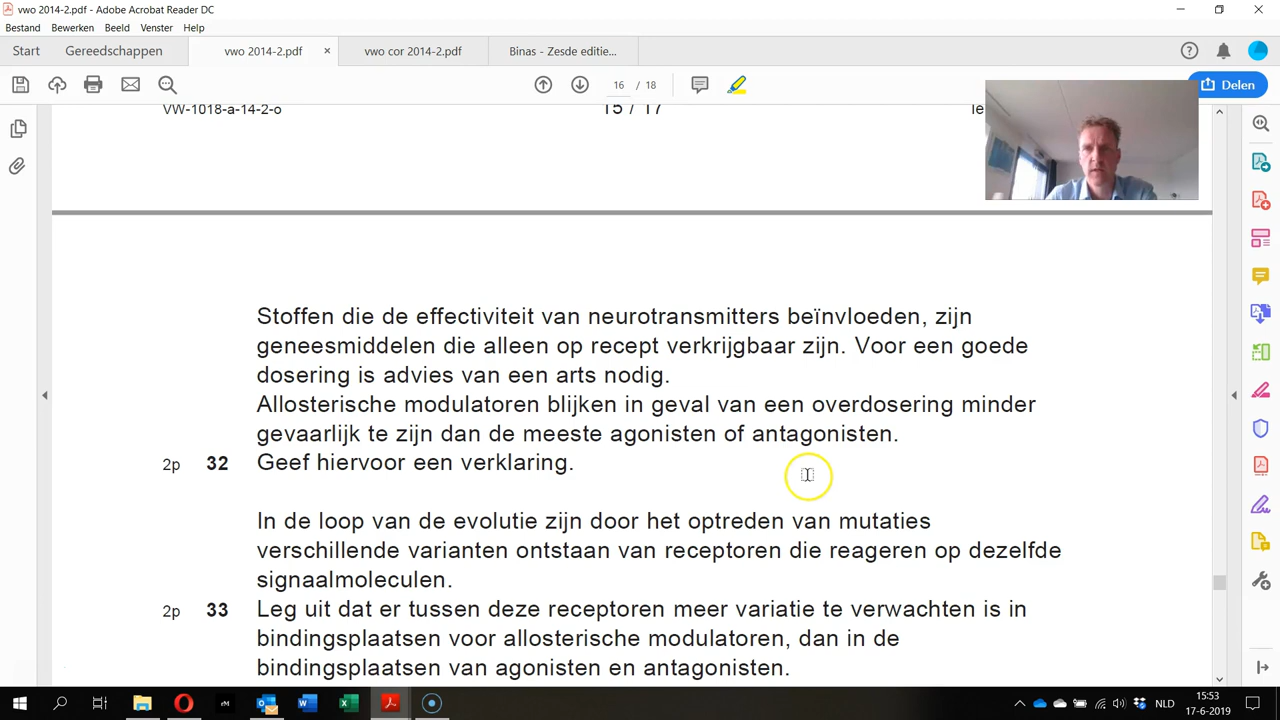 vwo 2014-2.pdf - Adobe Acrobat Reader DC
Bestand Bewerken Beeld Venster Help
Start Gereedschappen vwo 2014-2.pdf × vwo cor 2014-2.pdf Binas - Zesde editie...
16 / 18 Delen
VW-1018-a-14-2-o 15 / 17
Stoffen die de effectiviteit van neurotransmitters beïnvloeden, zijn
geneesmiddelen die alleen op recept verkrijgbaar zijn. Voor een goede
dosering is advies van een arts nodig.
Allosterische modulatoren blijken in geval van een overdosering minder
gevaarlijk te zijn dan de meeste agonisten of antagonisten.
2p 32 Geef hiervoor een verklaring.
In de loop van de evolutie zijn door het optreden van mutaties
verschillende varianten ontstaan van receptoren die reageren op dezelfde
signaalmoleculen.
2p 33 Leg uit dat er tussen deze receptoren meer variatie te verwachten is in
bindingsplaatsen voor allosterische modulatoren, dan in de
bindingsplaatsen van agonisten en antagonisten.
NLD 15:53
17-6-2019